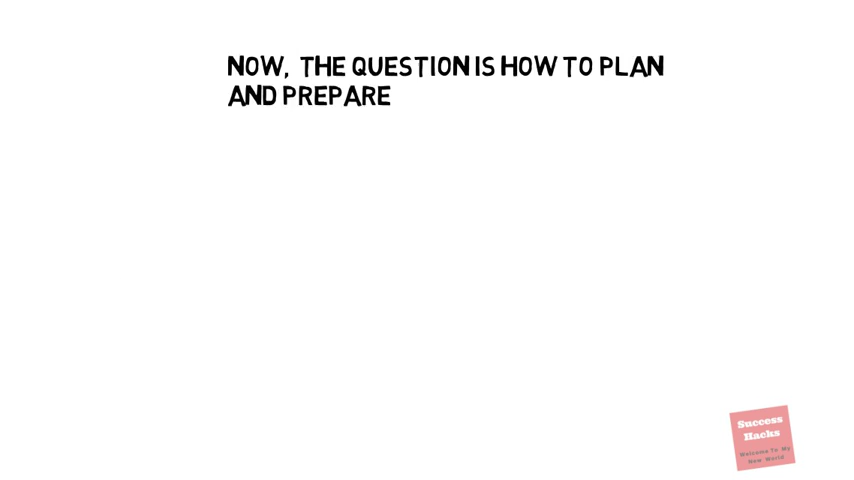 NOW, THE QUESTION IS HOW TO PLAN
AND PREPARE
Success
Hacks
Welcome To My
New World